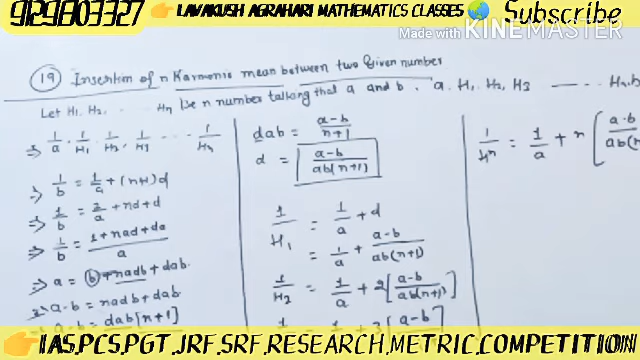 9129803327 👉 LAVAKUSH AGRAHARI MATHEMATICS CLASSES 🌏 👉 Subscribe
Made with KINEMASTER
(19) Insertion of n Harmonic mean between two given number
Let H₁, H₂, ...... Hₙ be n number talking that a and b . a. H₁. H₂, H₃ ---- Hₙ.b
⇒ 1/a . 1/H₁ . 1/H₂, 1/H₃ ---- 1/Hₙ
⇒ 1/b = 1/a + (n+1)d
⇒ 1/b = 1/a + nd+d
⇒ 1/b = 1+nad+da / a
⇒ a = b+nadb+dab
⇒ a-b = nadb+dab
⇒ a-b = dab[n+1]
dab = a-b / n+1
d = [a-b / ab(n+1)]
1/H₁ = 1/a + d
= 1/a + a-b / ab(n+1)
1/H₂ = 1/a + 2[a-b / ab(n+1)]
1/Hⁿ = 1/a + n[a-b / ab(n
👉 IAS.PCS.PGT.JRF.SRF.RESEARCH.METRIC.COMPETITION